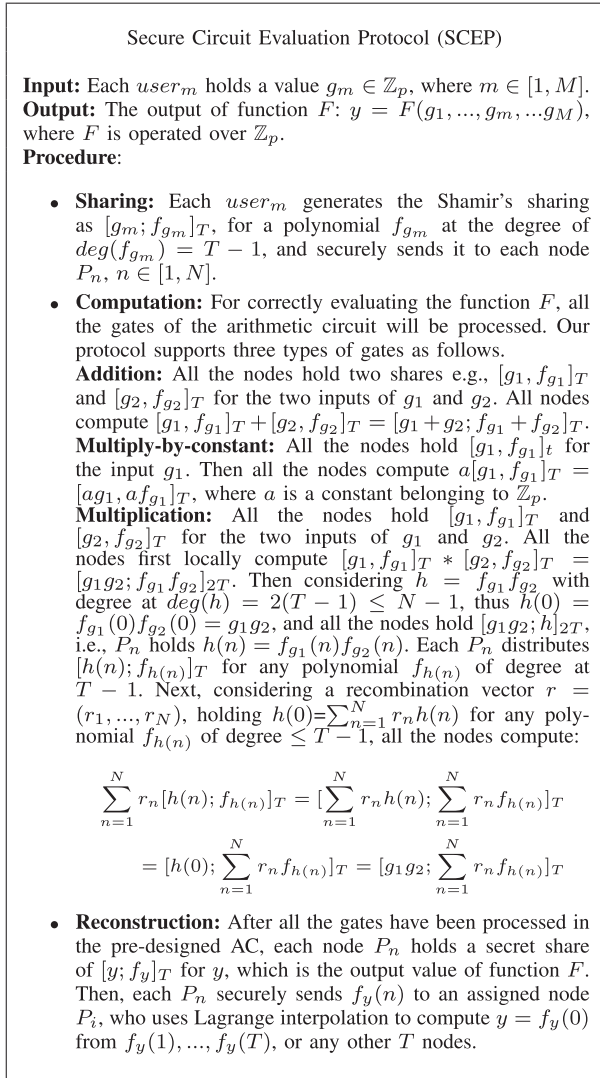 Secure Circuit Evaluation Protocol (SCEP)
Input: Each user_m holds a value g_m ∈ ℤ_p, where m ∈ [1, M].
Output: The output of function F: y = F(g_1, ..., g_m, ...g_M),
where F is operated over ℤ_p.
Procedure:
• Sharing: Each user_m generates the Shamir's sharing
as [g_m; f_{g_m}]_T, for a polynomial f_{g_m} at the degree of
deg(f_{g_m}) = T − 1, and securely sends it to each node
P_n, n ∈ [1, N].
• Computation: For correctly evaluating the function F, all
the gates of the arithmetic circuit will be processed. Our
protocol supports three types of gates as follows.
Addition: All the nodes hold two shares e.g., [g_1, f_{g_1}]_T
and [g_2, f_{g_2}]_T for the two inputs of g_1 and g_2. All nodes
compute [g_1, f_{g_1}]_T + [g_2, f_{g_2}]_T = [g_1 + g_2; f_{g_1} + f_{g_2}]_T.
Multiply-by-constant: All the nodes hold [g_1, f_{g_1}]_t for
the input g_1. Then all the nodes compute a[g_1, f_{g_1}]_T =
[ag_1, af_{g_1}]_T, where a is a constant belonging to ℤ_p.
Multiplication: All the nodes hold [g_1, f_{g_1}]_T and
[g_2, f_{g_2}]_T for the two inputs of g_1 and g_2. All the
nodes first locally compute [g_1, f_{g_1}]_T * [g_2, f_{g_2}]_T =
[g_1g_2; f_{g_1}f_{g_2}]_{2T}. Then considering h = f_{g_1}f_{g_2} with
degree at deg(h) = 2(T − 1) ≤ N − 1, thus h(0) =
f_{g_1}(0)f_{g_2}(0) = g_1g_2, and all the nodes hold [g_1g_2; h]_{2T},
i.e., P_n holds h(n) = f_{g_1}(n)f_{g_2}(n). Each P_n distributes
[h(n); f_{h(n)}]_T for any polynomial f_{h(n)} of degree at
T − 1. Next, considering a recombination vector r =
(r_1, ..., r_N), holding h(0)=∑_{n=1}^{N} r_n h(n) for any poly-
nomial f_{h(n)} of degree ≤ T − 1, all the nodes compute:
∑_{n=1}^{N} r_n[h(n); f_{h(n)}]_T = [∑_{n=1}^{N} r_n h(n); ∑_{n=1}^{N} r_n f_{h(n)}]_T
= [h(0); ∑_{n=1}^{N} r_n f_{h(n)}]_T = [g_1g_2; ∑_{n=1}^{N} r_n f_{h(n)}]_T
• Reconstruction: After all the gates have been processed in
the pre-designed AC, each node P_n holds a secret share
of [y; f_y]_T for y, which is the output value of function F.
Then, each P_n securely sends f_y(n) to an assigned node
P_i, who uses Lagrange interpolation to compute y = f_y(0)
from f_y(1), ..., f_y(T), or any other T nodes.